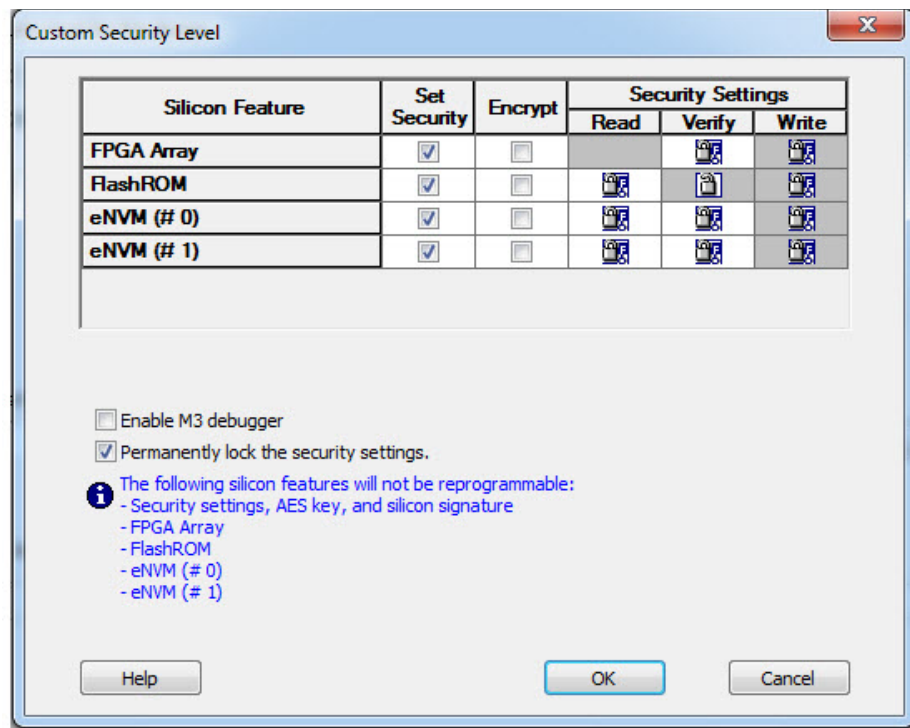 Custom Security Level
Silicon Feature Set Security Encrypt Security Settings
Read Verify Write
FPGA Array
FlashROM
eNVM (# 0)
eNVM (# 1)
Enable M3 debugger
Permanently lock the security settings.
The following silicon features will not be reprogrammable:
- Security settings, AES key, and silicon signature
- FPGA Array
- FlashROM
- eNVM (# 0)
- eNVM (# 1)
Help OK Cancel